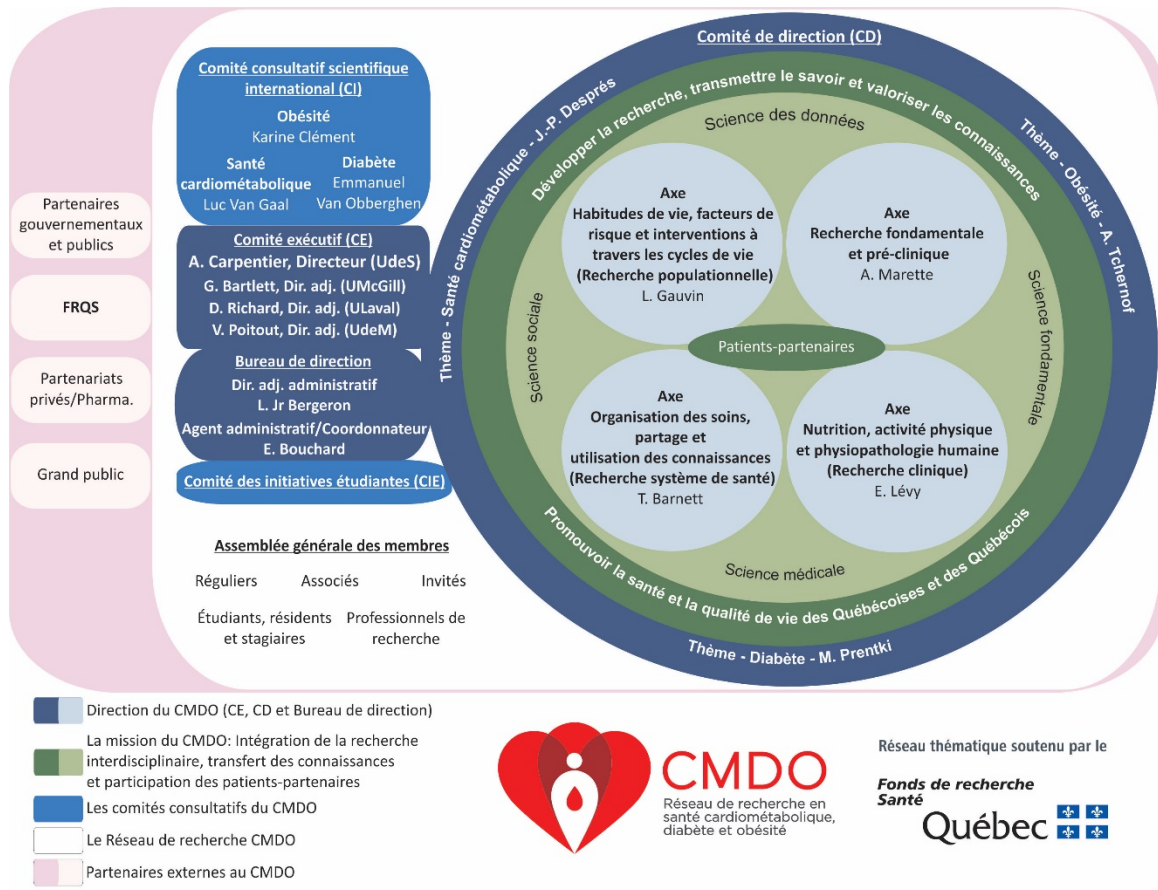 Partenaires
gouvernementaux
et publics
FRQS
Partenariats
privés/Pharma.
Grand public
Comité consultatif scientifique
international (CI)
Obésité
Karine Clément
Santé
cardiométabolique
Luc Van Gaal
Diabète
Emmanuel
Van Obberghen
Comité exécutif (CE)
A. Carpentier, Directeur (UdeS)
G. Bartlett, Dir. adj. (UMcGill)
D. Richard, Dir. adj. (ULaval)
V. Poitout, Dir. adj. (UdeM)
Bureau de direction
Dir. adj. administratif
L. Jr Bergeron
Agent administratif/Coordonnateur
E. Bouchard
Comité des initiatives étudiantes (CIE)
Assemblée générale des membres
Réguliers
Associés
Invités
Étudiants, résidents
et stagiaires
Professionnels de
recherche
Comité de direction (CD)
Thème - Santé cardiométabolique - J.-P. Després
Thème - Obésité - A. Tchernof
Thème - Diabète - M. Prentki
Développer la recherche, transmettre le savoir et valoriser les connaissances
Promouvoir la santé et la qualité de vie des Québécoises et des Québécois
Science des données
Science sociale
Science fondamentale
Science médicale
Axe
Habitudes de vie, facteurs de
risque et interventions à
travers les cycles de vie
(Recherche populationnelle)
L. Gauvin
Axe
Recherche fondamentale
et pré-clinique
A. Marette
Patients-partenaires
Axe
Organisation des soins,
partage et
utilisation des connaissances
(Recherche système de santé)
T. Barnett
Axe
Nutrition, activité physique
et physiopathologie humaine
(Recherche clinique)
E. Lévy
Direction du CMDO (CE, CD et Bureau de direction)
La mission du CMDO: Intégration de la recherche
interdisciplinaire, transfert des connaissances
et participation des patients-partenaires
Les comités consultatifs du CMDO
Le Réseau de recherche CMDO
Partenaires externes au CMDO
CMDO
Réseau de recherche en
santé cardiométabolique,
diabète et obésité
Réseau thématique soutenu par le
Fonds de recherche
Santé
Québec